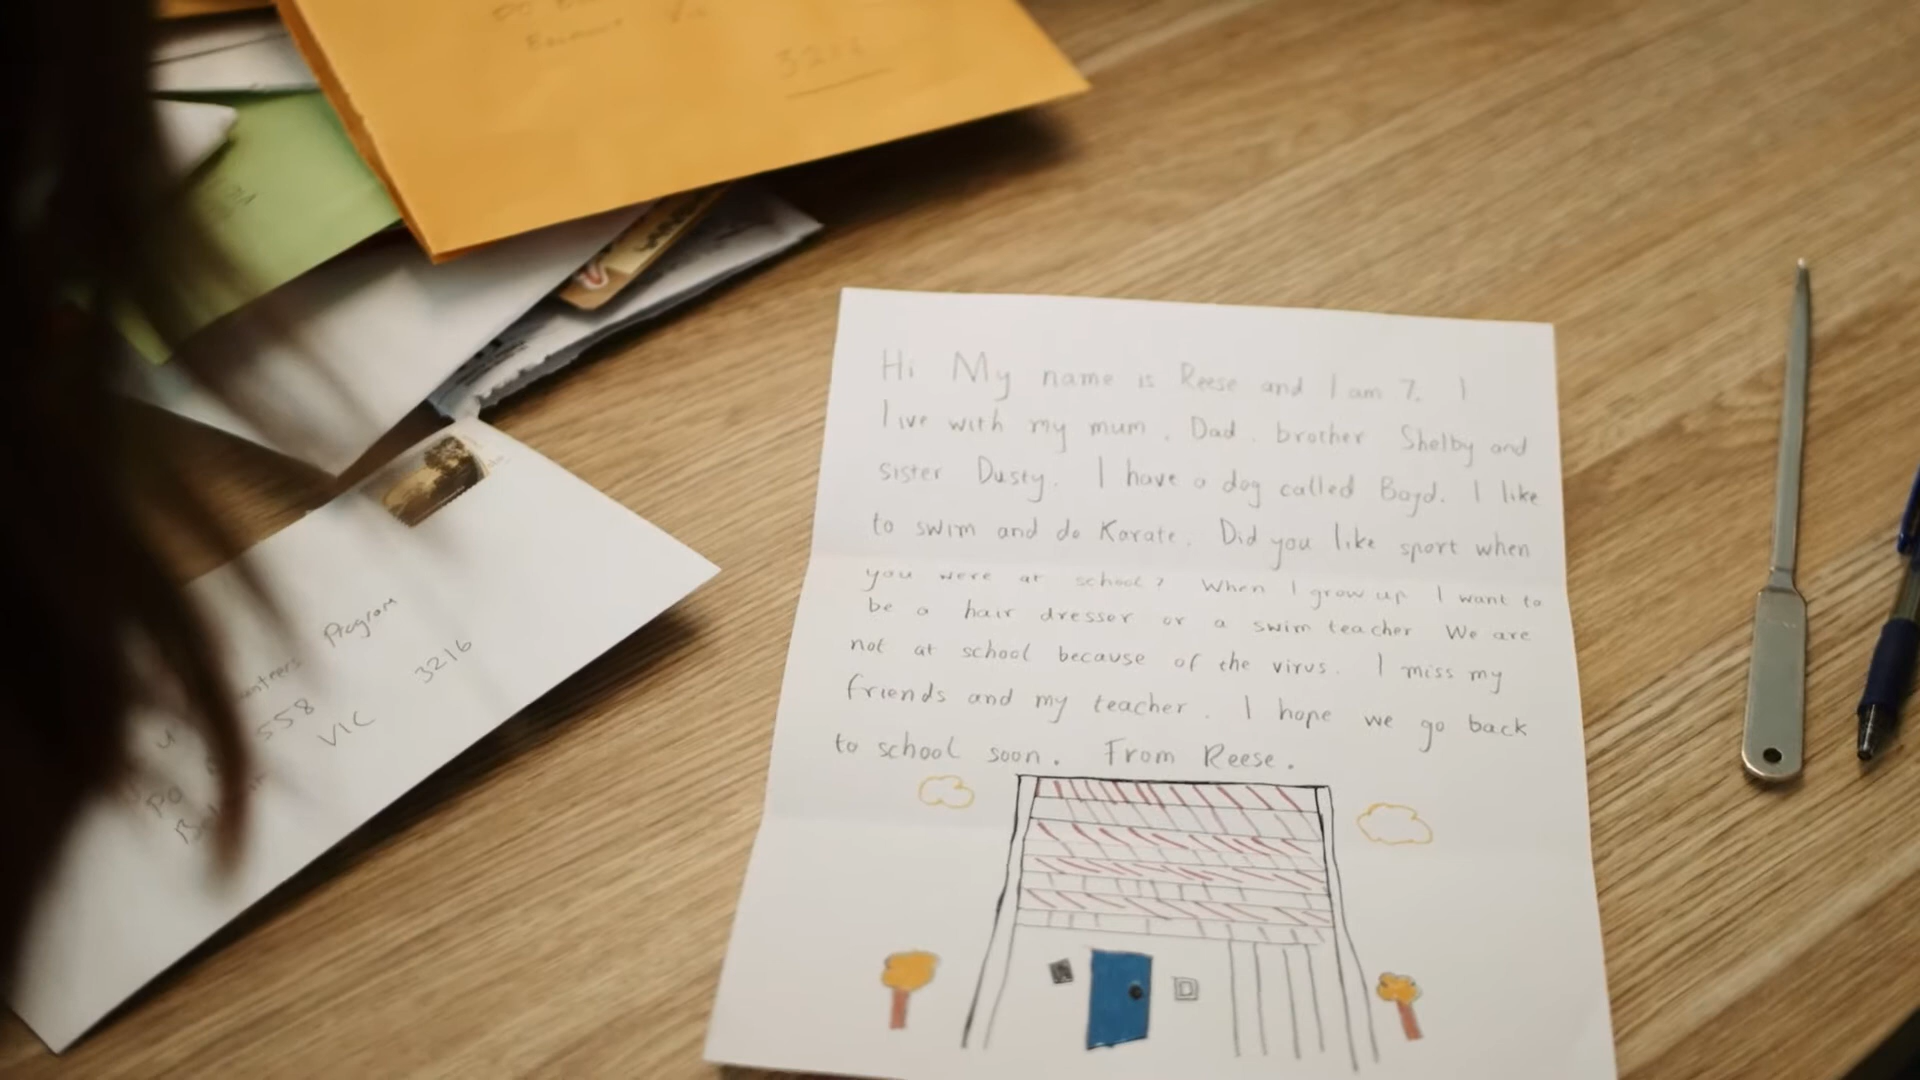 3216
Hi My name is Reese and I am 7. I
live with my mum. Dad. brother Shelby and
sister Dusty. I have a dog called Boyd. I like
to swim and do Karate. Did you like sport when
you were at school? When I grow up I want to
be a hair dresser or a swim teacher We are
not at school because of the virus. I miss my
friends and my teacher. I hope we go back
to school soon. From Reese.
Program
558
VIC 3216